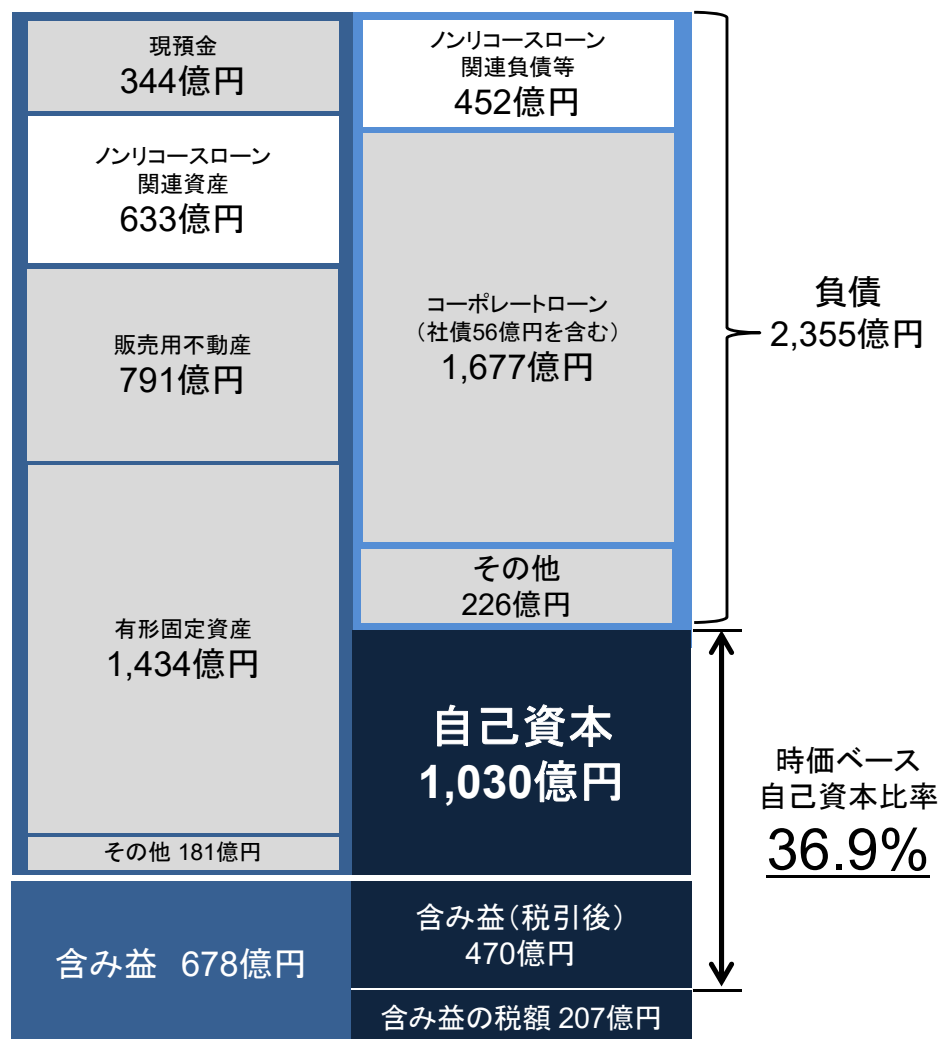 現預金
344億円
ノンリコースローン
関連資産
633億円
販売用不動産
791億円
有形固定資産
1,434億円
その他 181億円
含み益 678億円
ノンリコースローン
関連負債等
452億円
コーポレートローン
（社債56億円を含む）
1,677億円
その他
226億円
自己資本
1,030億円
含み益（税引後）
470億円
含み益の税額 207億円
負債
2,355億円
時価ベース
自己資本比率
36.9%